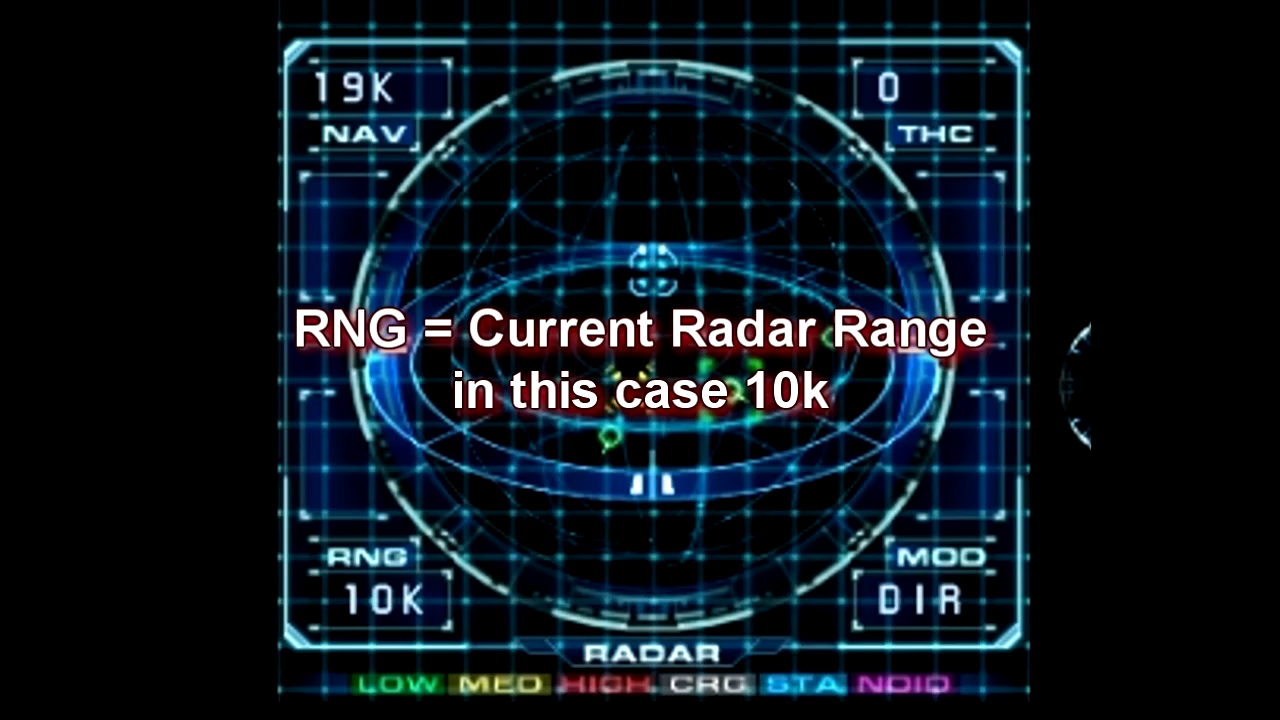 19K
0
NAV
THC
RNG = Current Radar Range
in this case 10k
RNG
MOD
10K
DIR
RADAR
LOW MED HIGH CRG STA NOID